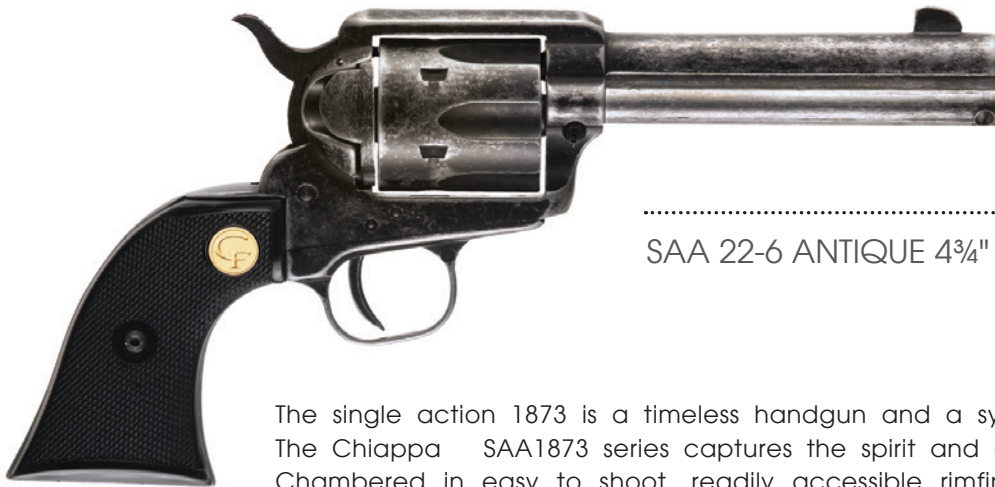 CF
SAA 22-6 ANTIQUE 4¾"
The single action 1873 is a timeless handgun and a
The Chiappa SAA1873 series captures the spirit and
Chambered in easy to shoot, readily accessible